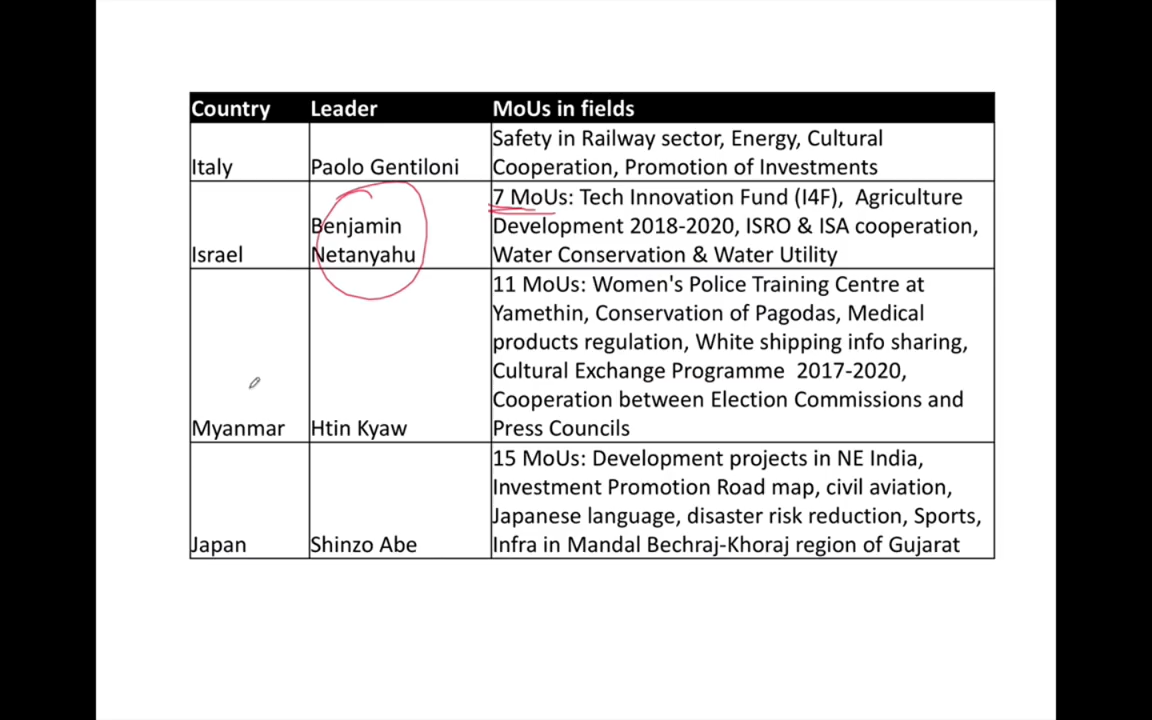 Country Leader MoUs in fields
Safety in Railway sector, Energy, Cultural
Italy Paolo Gentiloni Cooperation, Promotion of Investments
7 MoUs: Tech Innovation Fund (I4F), Agriculture
Benjamin Development 2018-2020, ISRO & ISA cooperation,
Israel Netanyahu Water Conservation & Water Utility
11 MoUs: Women's Police Training Centre at
Yamethin, Conservation of Pagodas, Medical
products regulation, White shipping info sharing,
Cultural Exchange Programme 2017-2020,
Cooperation between Election Commissions and
Myanmar Htin Kyaw Press Councils
15 MoUs: Development projects in NE India,
Investment Promotion Road map, civil aviation,
Japanese language, disaster risk reduction, Sports,
Japan Shinzo Abe Infra in Mandal Bechraj-Khoraj region of Gujarat